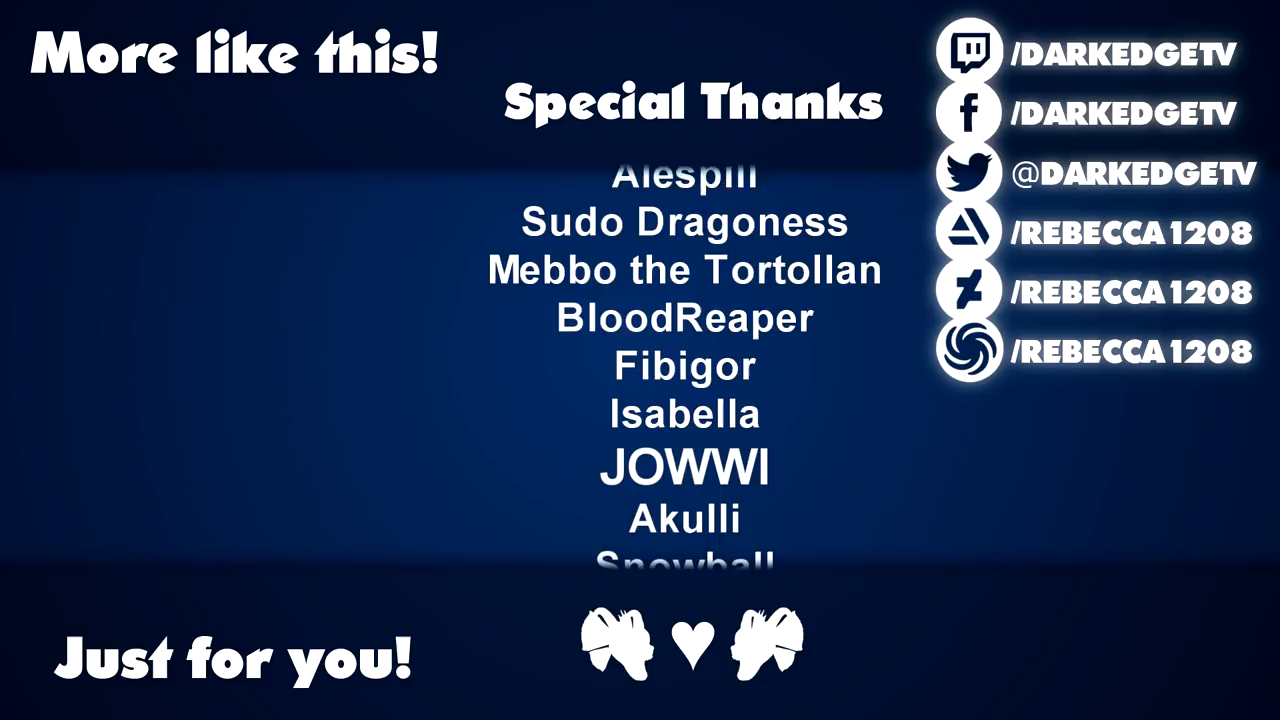 More like this!
Special Thanks
Alespill
Sudo Dragoness
Mebbo the Tortollan
BloodReaper
Fibigor
Isabella
JOWWI
Akulli
Snowball
/DARKEDGETV
/DARKEDGETV
@DARKEDGETV
/REBECCA1208
/REBECCA1208
/REBECCA1208
Just for you!